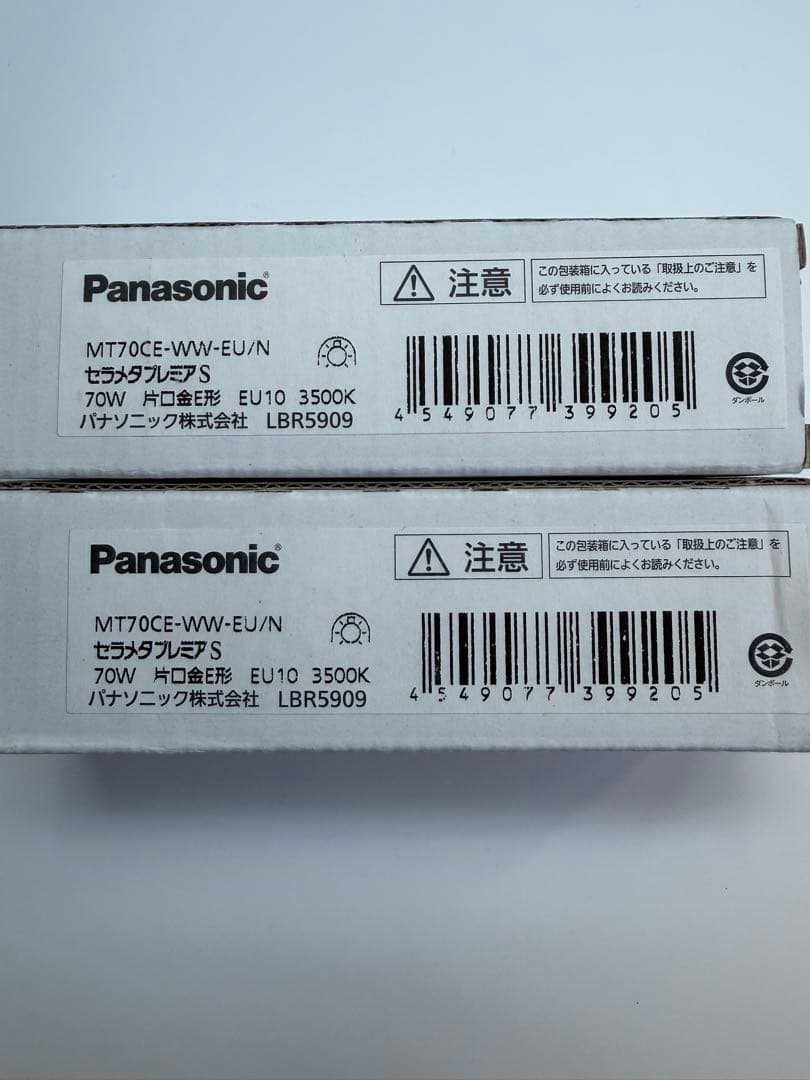 Panasonic®
注意
この包装箱に入っている「取扱上のご注意」を
必ず使用前によくお読みください。
MT70CE-WW-EU/N
セラメタプレミアS
70W 片口金E形 EU10 3500K
パナソニック株式会社 LBR5909
4549077399205
ダンボール
Panasonic®
注意
この包装箱に入っている「取扱上のご注意」を
必ず使用前によくお読みください。
MT70CE-WW-EU/N
セラメタプレミアS
70W 片口金E形 EU10 3500K
パナソニック株式会社 LBR5909
4549077399205
ダンボール